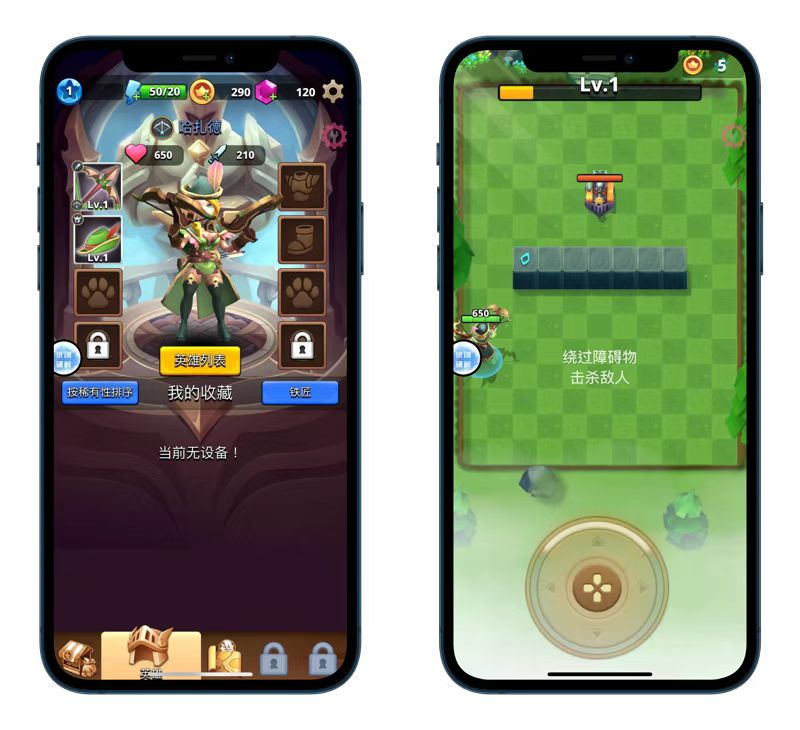 1
50/20
290
120
哈扎德
650
210
Lv.1
Lv.1
英雄列表
按稀有性排序
我的收藏
铁匠
当前无设备！
英雄
5
Lv.1
650
绕过障碍物
击杀敌人